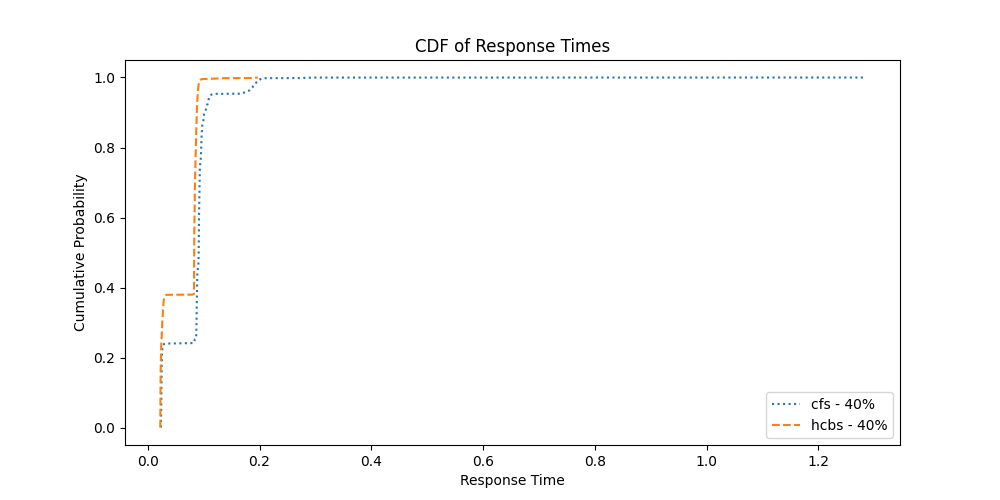 CDF of Response Times
Cumulative Probability
1.0
0.8
0.6
0.4
0.2
0.0
0.0 0.2 0.4 0.6 0.8 1.0 1.2
Response Time
cfs - 40%
hcbs - 40%